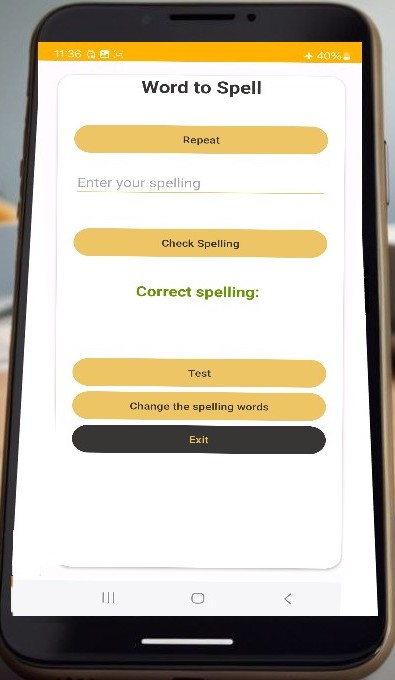 11:36
40%
Word to Spell
Repeat
Enter your spelling
Check Spelling
Correct spelling:
Test
Change the spelling words
Exit